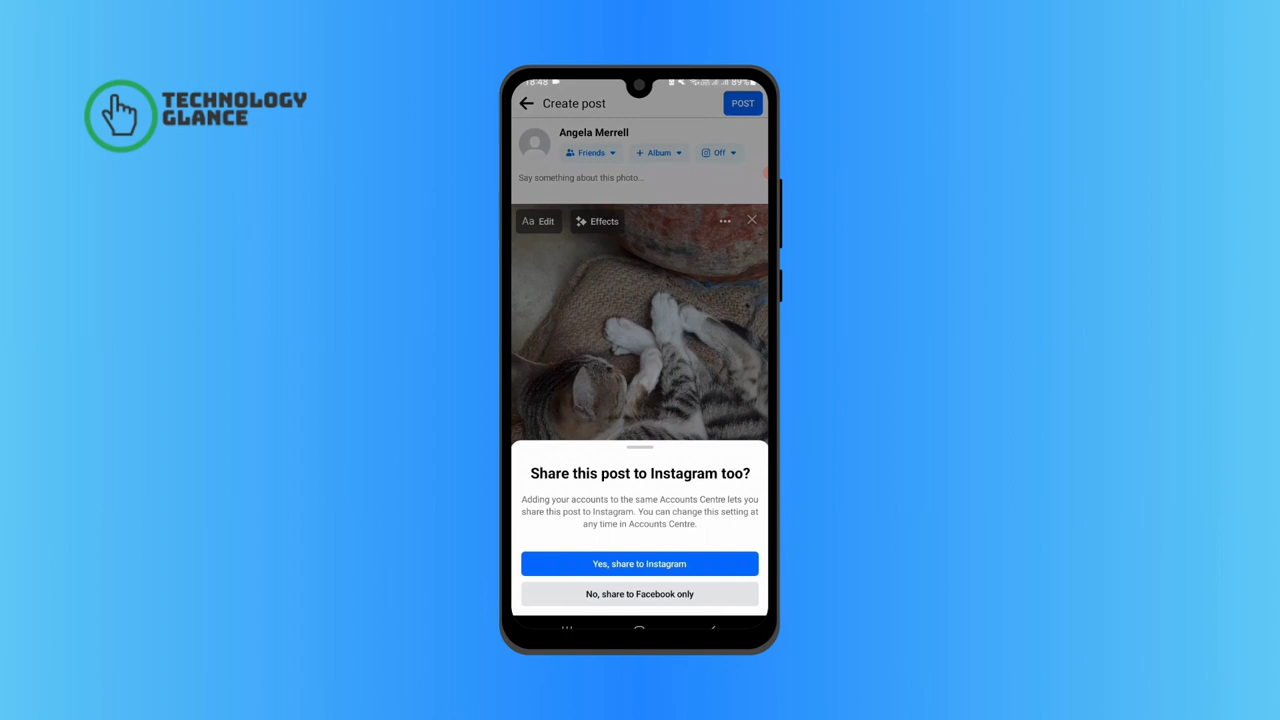 TECHNOLOGY
GLANCE
18:48 89%
Create post
POST
Angela Merrell
Friends + Album Off
Say something about this photo...
Aa Edit Effects
Share this post to Instagram too?
Adding your accounts to the same Accounts Centre lets you
share this post to Instagram. You can change this setting at
any time in Accounts Centre.
Yes, share to Instagram
No, share to Facebook only